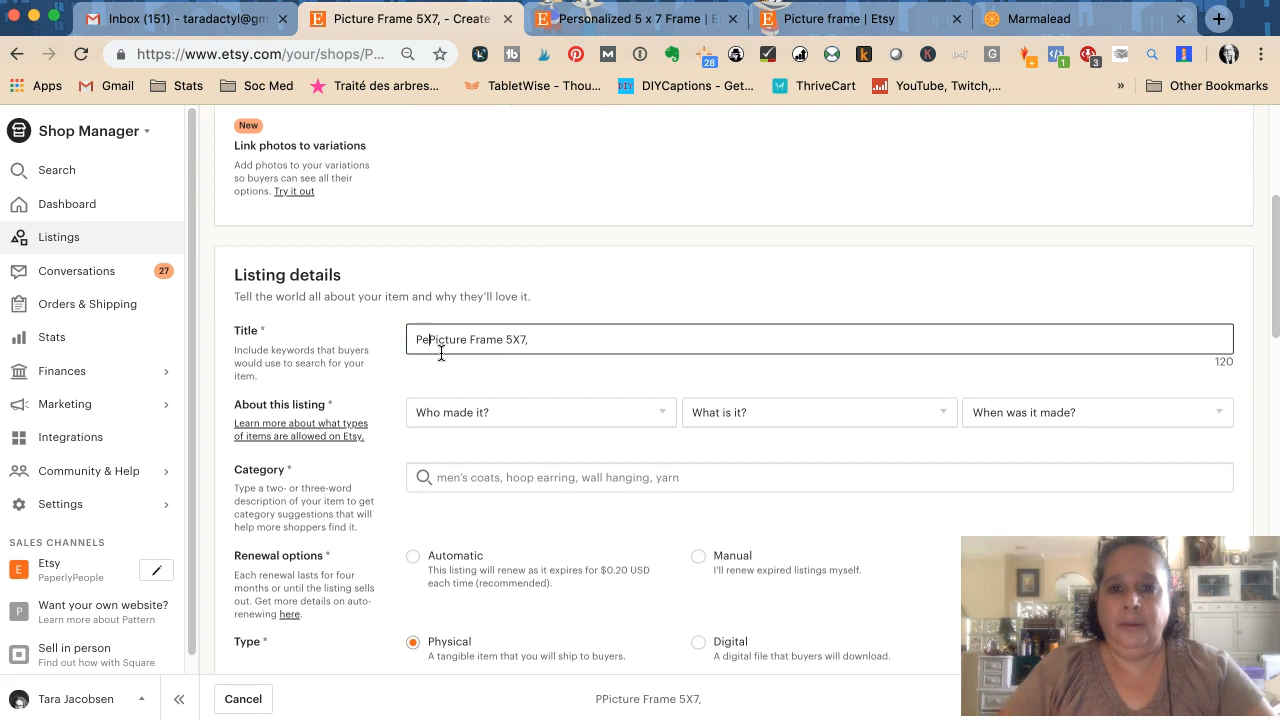 Inbox (151) - taradactyl@gm
Picture Frame 5X7, - Create
Personalized 5 x 7 Frame | E
Picture frame | Etsy
Marmalead
https://www.etsy.com/your/shops/P...
28
1
3
Apps
Gmail
Stats
Soc Med
Traité des arbres...
TabletWise - Thou...
DIYCaptions - Get...
ThriveCart
YouTube, Twitch,...
»
Other Bookmarks
Shop Manager
Search
Dashboard
Listings
Conversations 27
Orders & Shipping
Stats
Finances
Marketing
Integrations
Community & Help
Settings
SALES CHANNELS
E
Etsy
PaperlyPeople
P
Want your own website?
Learn more about Pattern
Sell in person
Find out how with Square
Tara Jacobsen
New
Link photos to variations
Add photos to your variations
so buyers can see all their
options. Try it out
Listing details
Tell the world all about your item and why they'll love it.
Title *
Include keywords that buyers
would use to search for your
item.
PePicture Frame 5X7,
120
About this listing *
Learn more about what types
of items are allowed on Etsy.
Who made it?
What is it?
When was it made?
Category *
Type a two- or three-word
description of your item to get
category suggestions that will
help more shoppers find it.
men's coats, hoop earring, wall hanging, yarn
Renewal options *
Each renewal lasts for four
months or until the listing sells
out. Get more details on auto-
renewing here.
Automatic
This listing will renew as it expires for $0.20 USD
each time (recommended).
Manual
I'll renew expired listings myself.
Type *
Physical
A tangible item that you will ship to buyers.
Digital
A digital file that buyers will download.
Cancel
PPicture Frame 5X7,